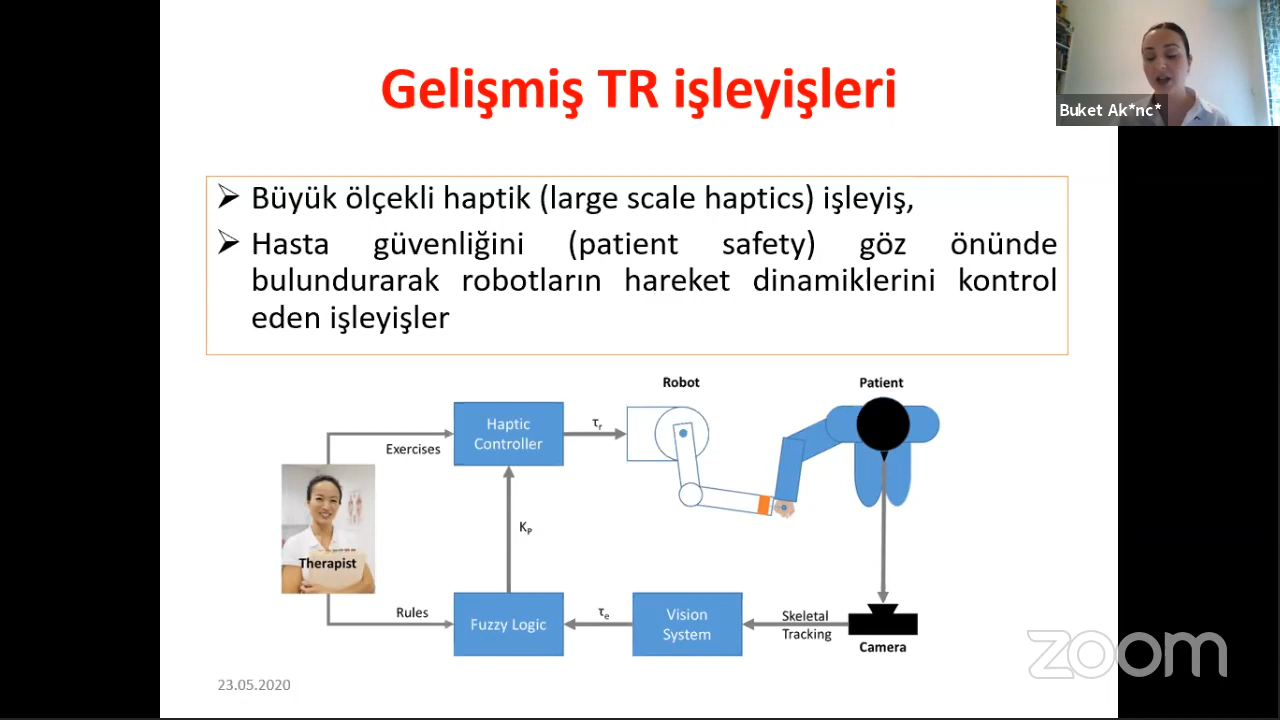 Gelişmiş TR işleyişleri
Buket Ak*nc*
➢ Büyük ölçekli haptik (large scale haptics) işleyiş,
➢ Hasta güvenliğini (patient safety) göz önünde
bulundurarak robotların hareket dinamiklerini kontrol
eden işleyişler
Robot
Patient
Haptic
Controller
τr
Exercises
Therapist
KP
Rules
Fuzzy Logic
τe
Vision
System
Skeletal
Tracking
Camera
23.05.2020
zoom